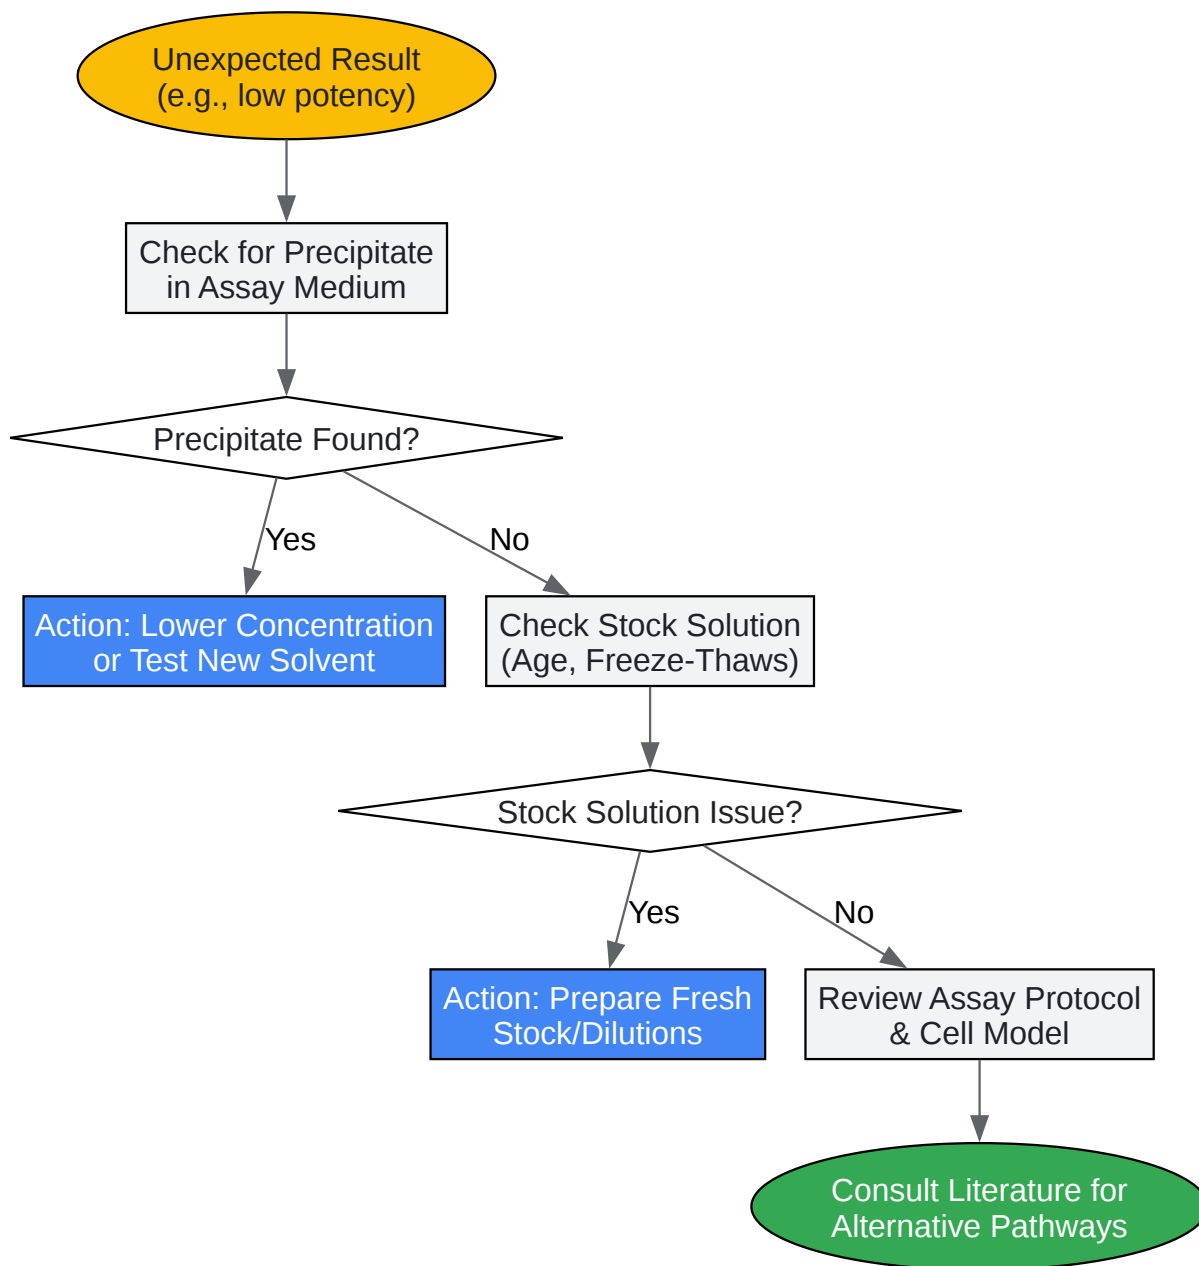 Unexpected Result
(e.g., low potency)
Check for Precipitate
in Assay Medium
Precipitate Found?
Yes
No
Action: Lower Concentration
or Test New Solvent
Check Stock Solution
(Age, Freeze-Thaws)
Stock Solution Issue?
Yes
No
Action: Prepare Fresh
Stock/Dilutions
Review Assay Protocol
& Cell Model
Consult Literature for
Alternative Pathways